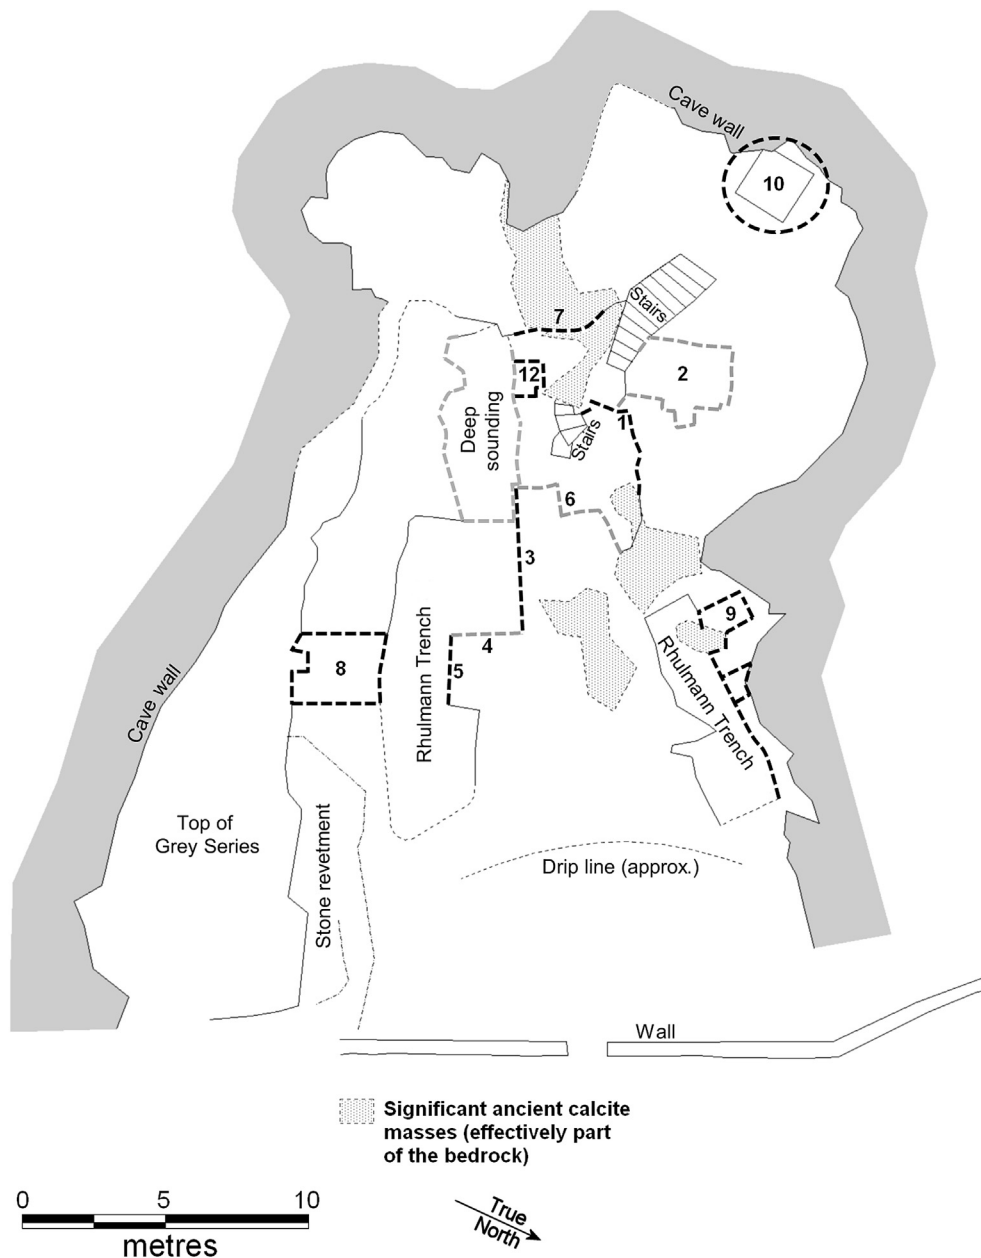 Cave wall
10
Stairs
7
12
2
Deep
sounding
1
Stairs
6
3
9
4
Rhulmann Trench
8
5
Rhulmann Trench
Cave wall
Top of
Grey Series
Stone revetment
Drip line (approx.)
Wall
Significant ancient calcite
masses (effectively part
of the bedrock)
0 5 10
metres
True
North